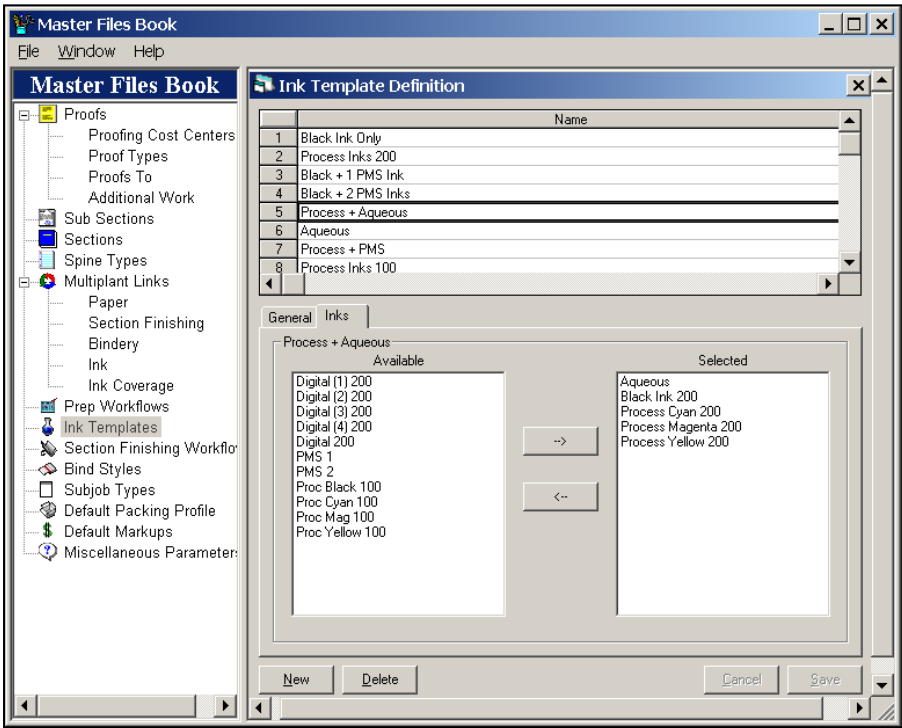 Master Files Book
File Window Help
Master Files Book
Proofs
Proofing Cost Centers
Proof Types
Proofs To
Additional Work
Sub Sections
Sections
Spine Types
Multiplant Links
Paper
Section Finishing
Bindery
Ink
Ink Coverage
Prep Workflows
Ink Templates
Section Finishing Workflo
Bind Styles
Subjob Types
Default Packing Profile
Default Markups
Miscellaneous Parameter
Ink Template Definition
Name
1 Black Ink Only
2 Process Inks 200
3 Black + 1 PMS Ink
4 Black + 2 PMS Inks
5 Process + Aqueous
6 Aqueous
7 Process + PMS
8 Process Inks 100
General Inks
Process + Aqueous
Available
Digital (1) 200
Digital (2) 200
Digital (3) 200
Digital (4) 200
Digital 200
PMS 1
PMS 2
Proc Black 100
Proc Cyan 100
Proc Mag 100
Proc Yellow 100
-->
<--
Selected
Aqueous
Black Ink 200
Process Cyan 200
Process Magenta 200
Process Yellow 200
New Delete Cancel Save